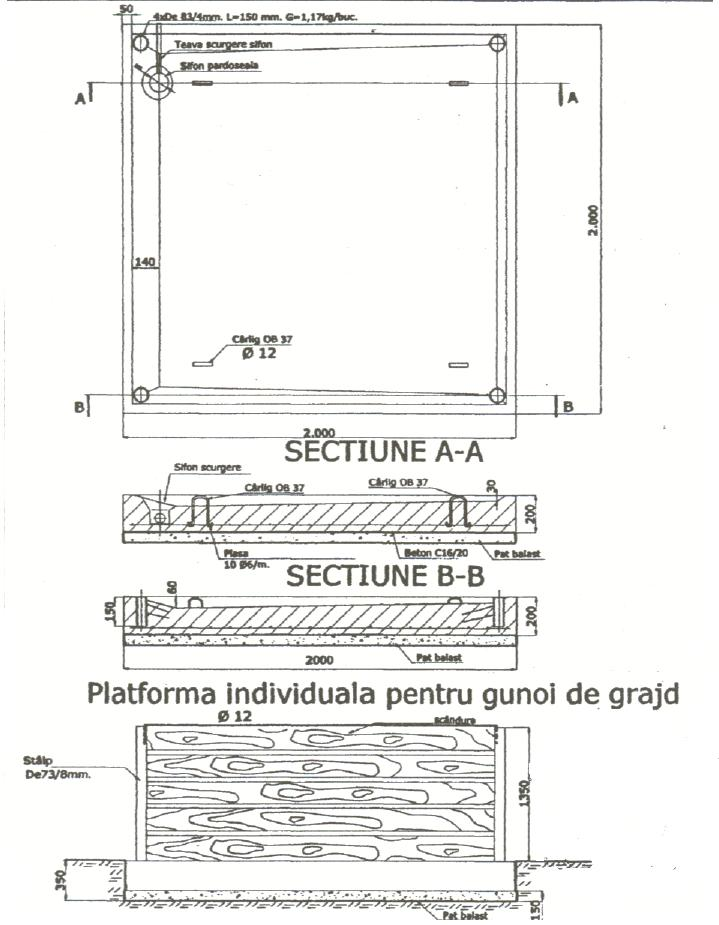 50
4xDe 83/4mm. L=150 mm. G=1,17kg/buc.
Teava scurgere sifon
Sifon pardoseala
A
A
2.000
140
Cârlig OB 37
Ø 12
B
B
2.000
SECTIUNE A-A
Sifon scurgere
Cârlig OB 37
Cârlig OB 37
30
200
Plasa
10 Ø6/m.
Beton C16/20
Pat balast
SECTIUNE B-B
150
60
200
2000
Pat balast
Platforma individuala pentru gunoi de grajd
Ø 12
scândura
Stâlp
De73/8mm.
1350
350
150
Pat balast